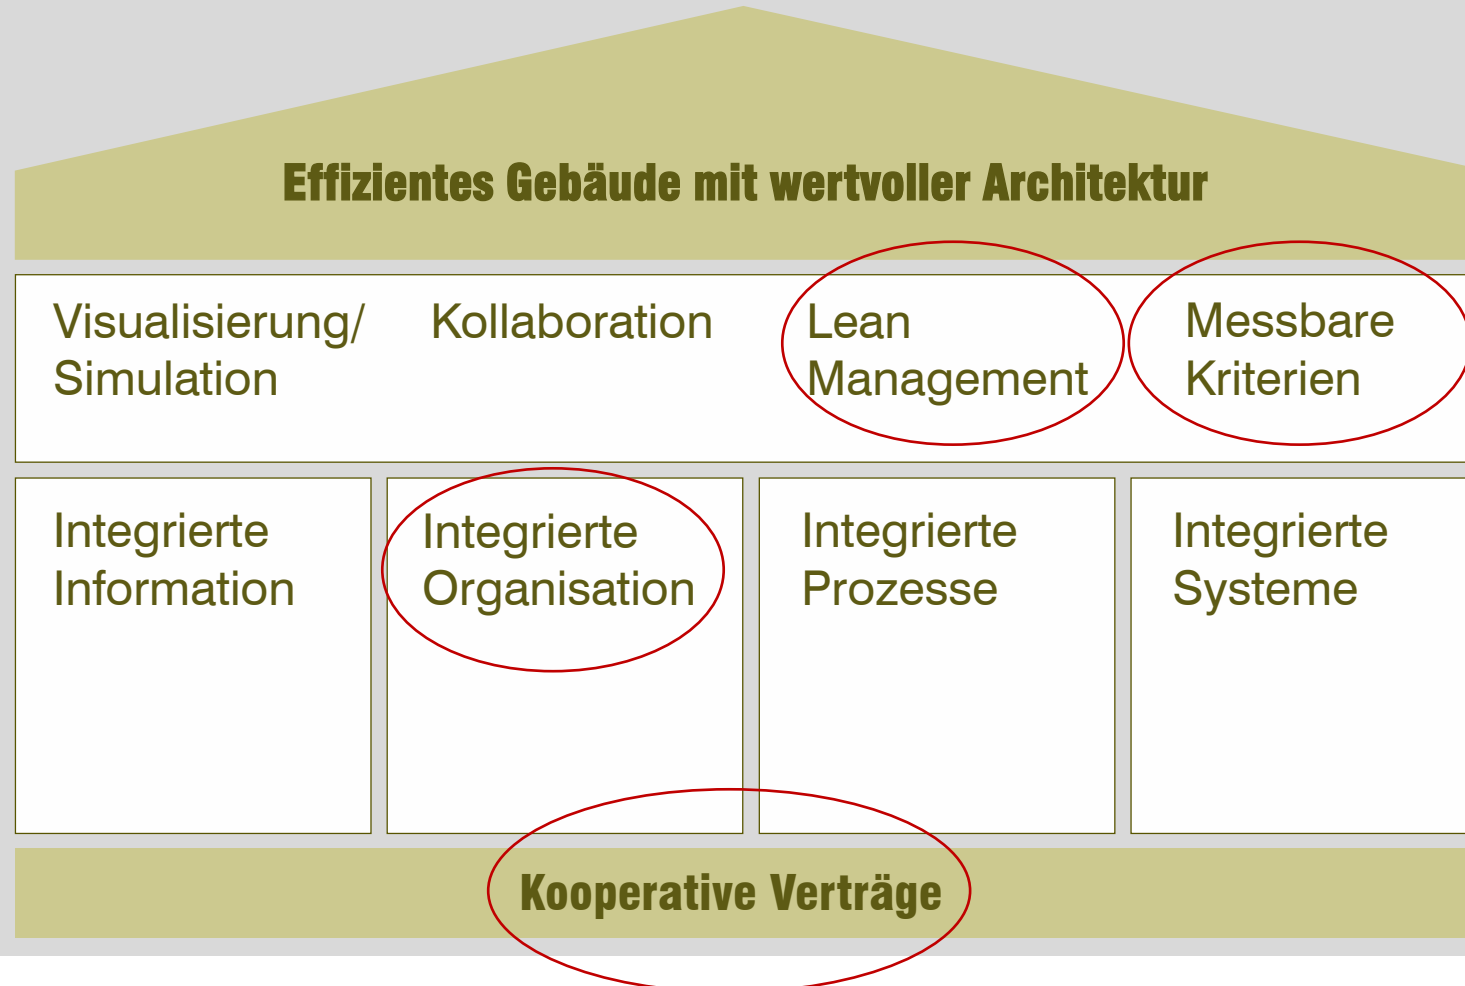 Effizientes Gebäude mit wertvoller Architektur
Visualisierung/
Simulation
Kollaboration
Lean
Management
Messbare
Kriterien
Integrierte
Information
Integrierte
Organisation
Integrierte
Prozesse
Integrierte
Systeme
Kooperative Verträge